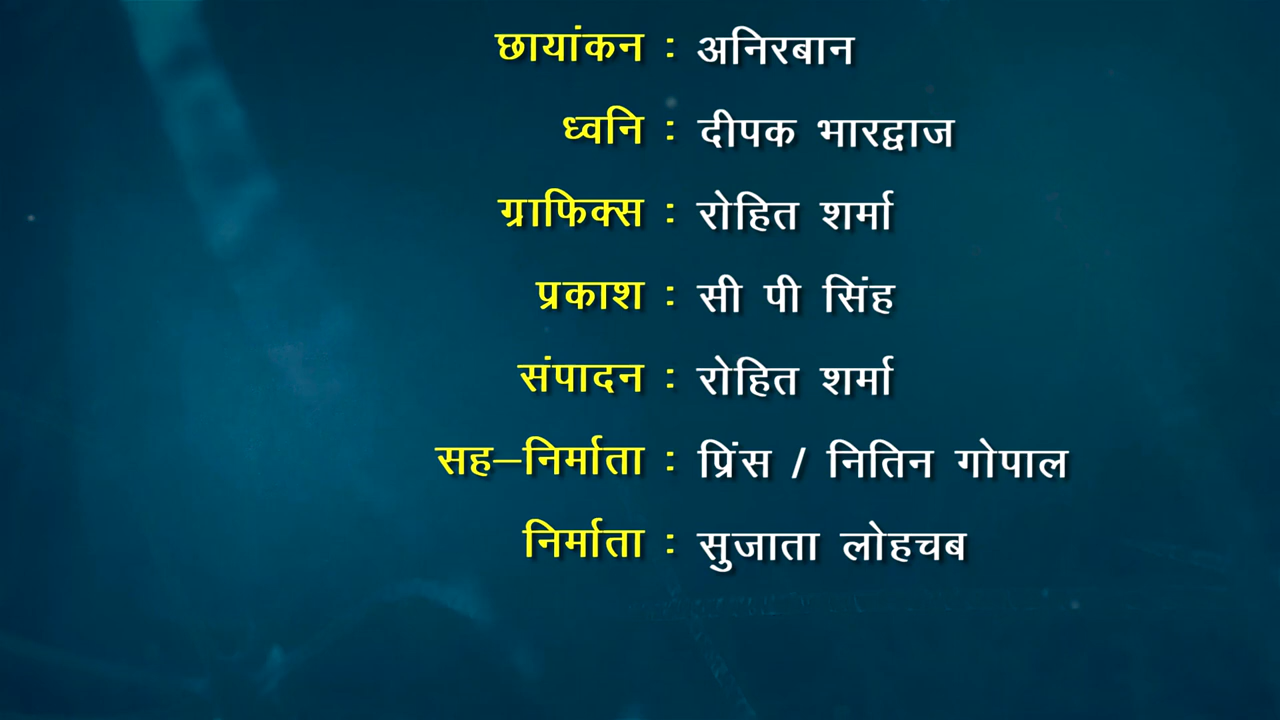 छायांकन : अनिरबान
ध्वनि : दीपक भारद्वाज
ग्राफिक्स : रोहित शर्मा
प्रकाश : सी पी सिंह
संपादन : रोहित शर्मा
सह–निर्माता : प्रिंस / नितिन गोपाल
निर्माता : सुजाता लोहचब